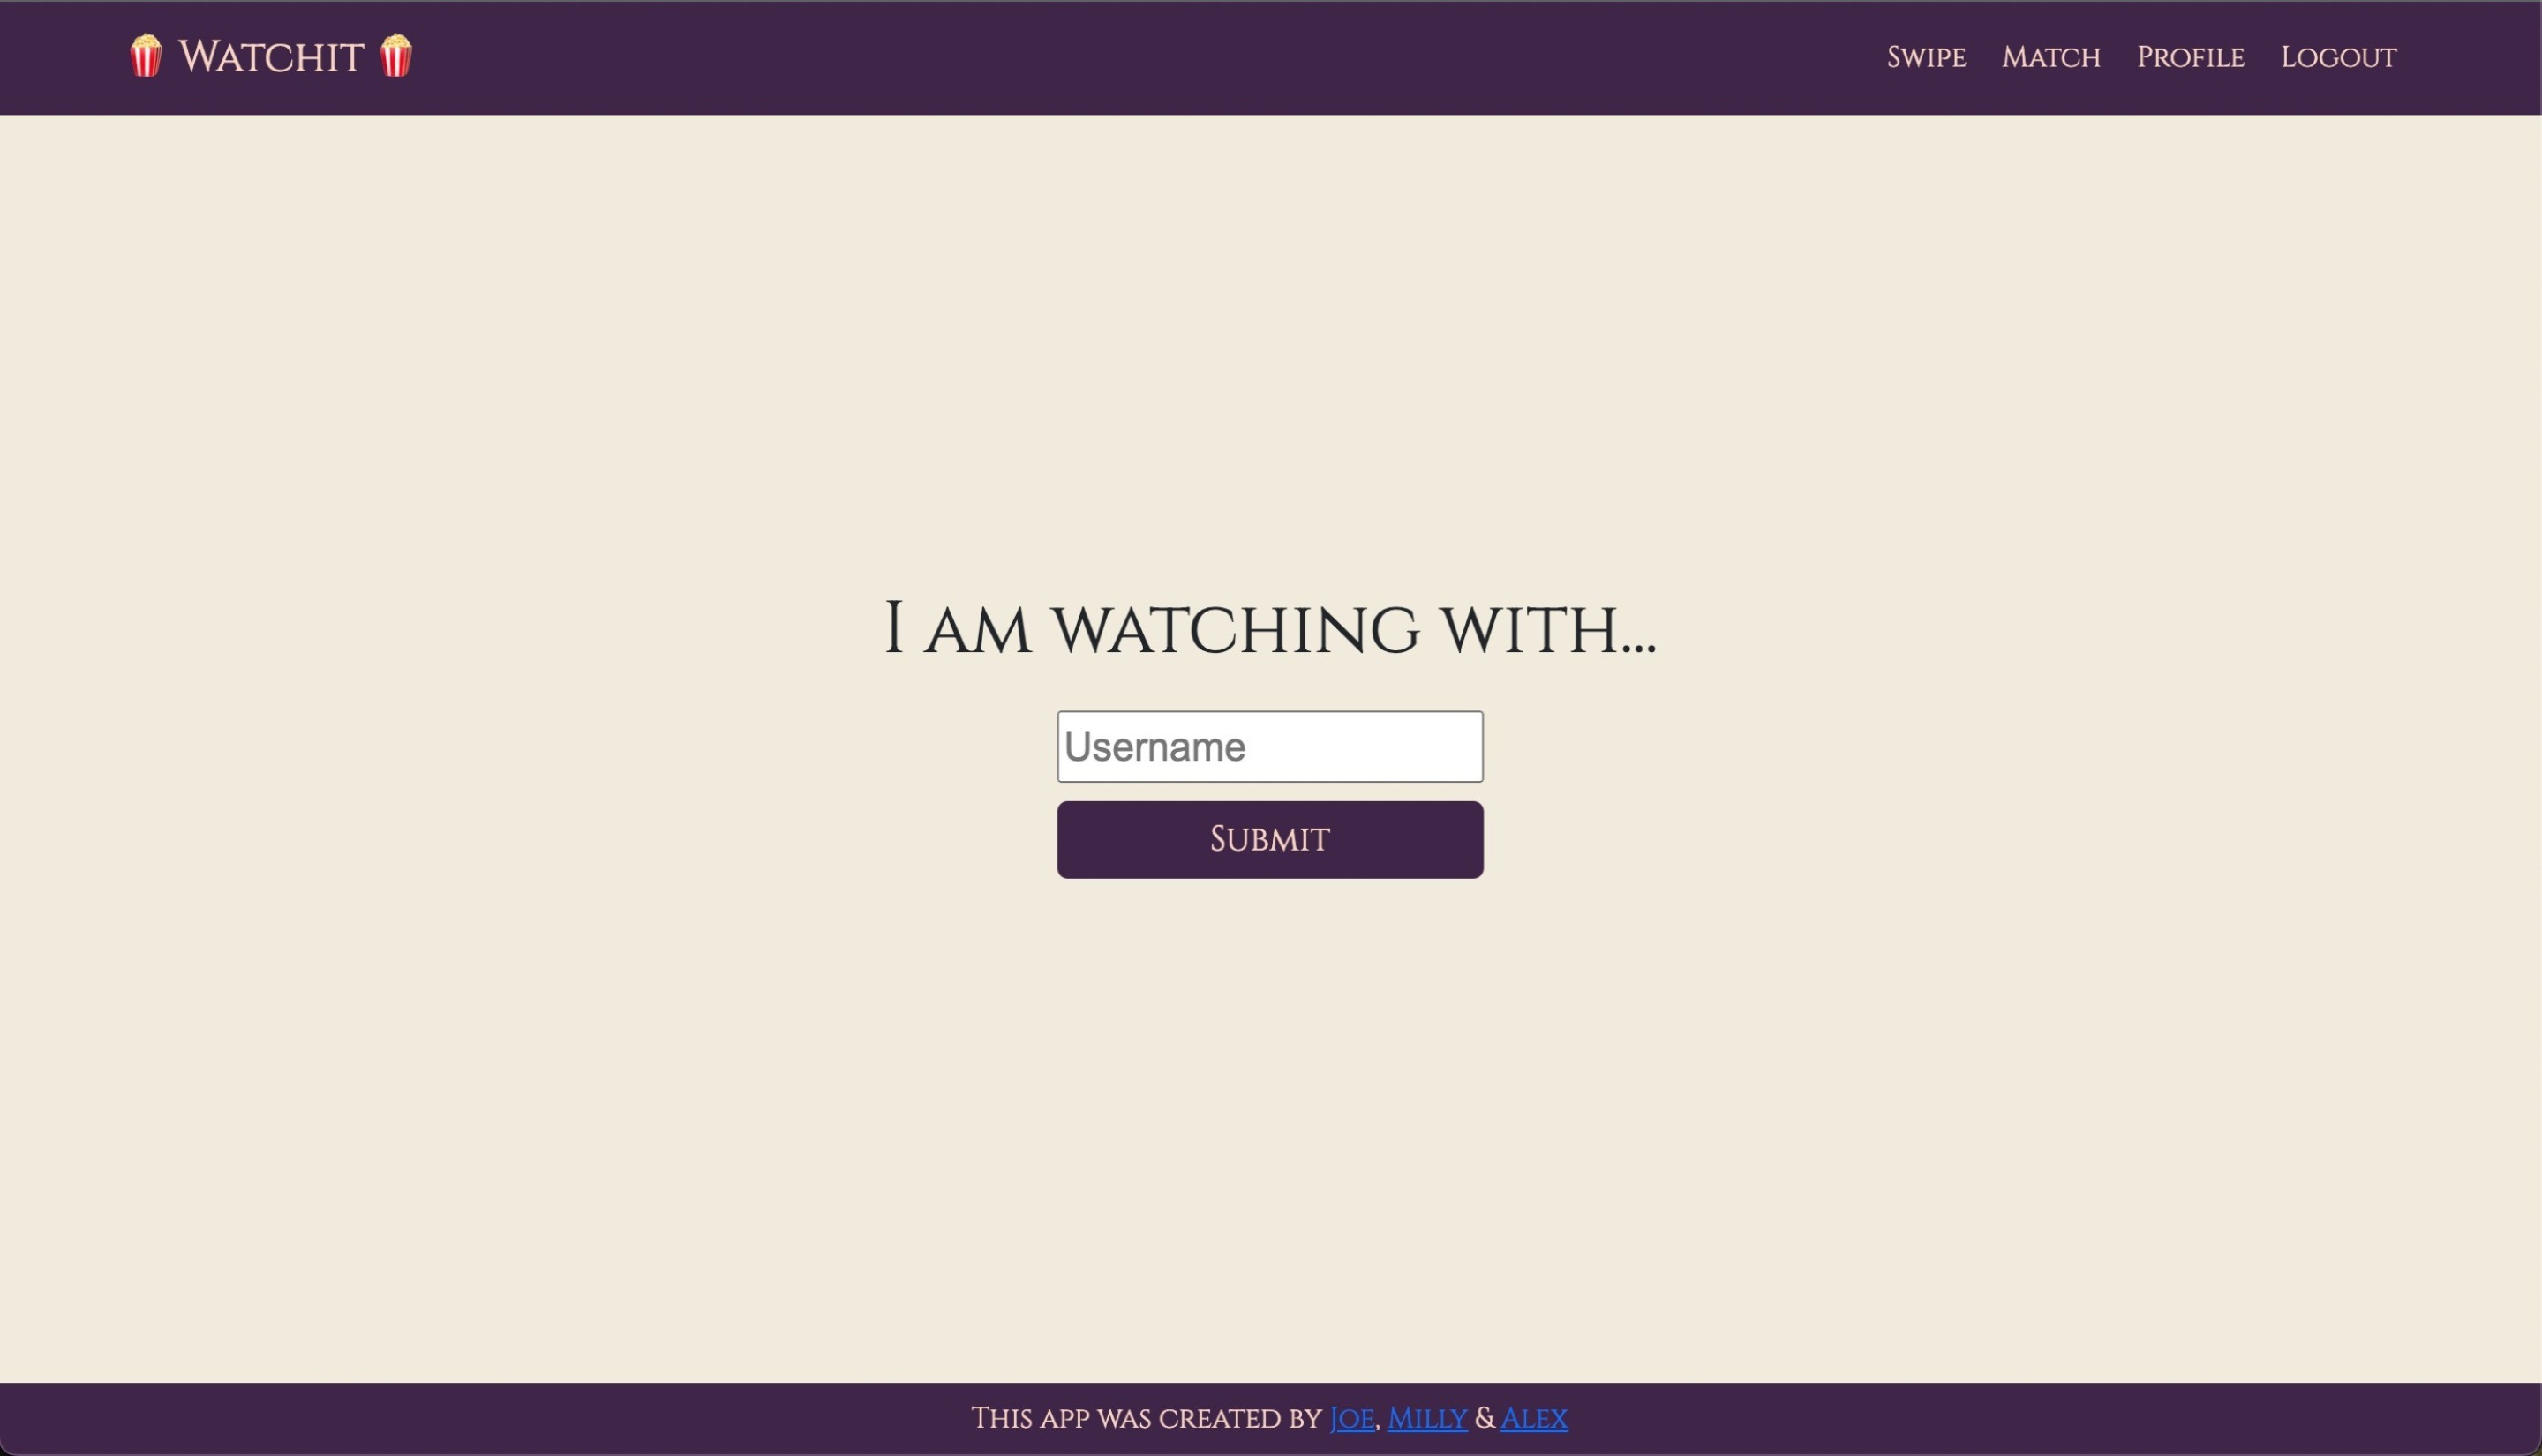 🍿 Watchit 🍿
Swipe Match Profile Logout
I am watching with...
Username
Submit
This app was created by Joe, Milly & Alex